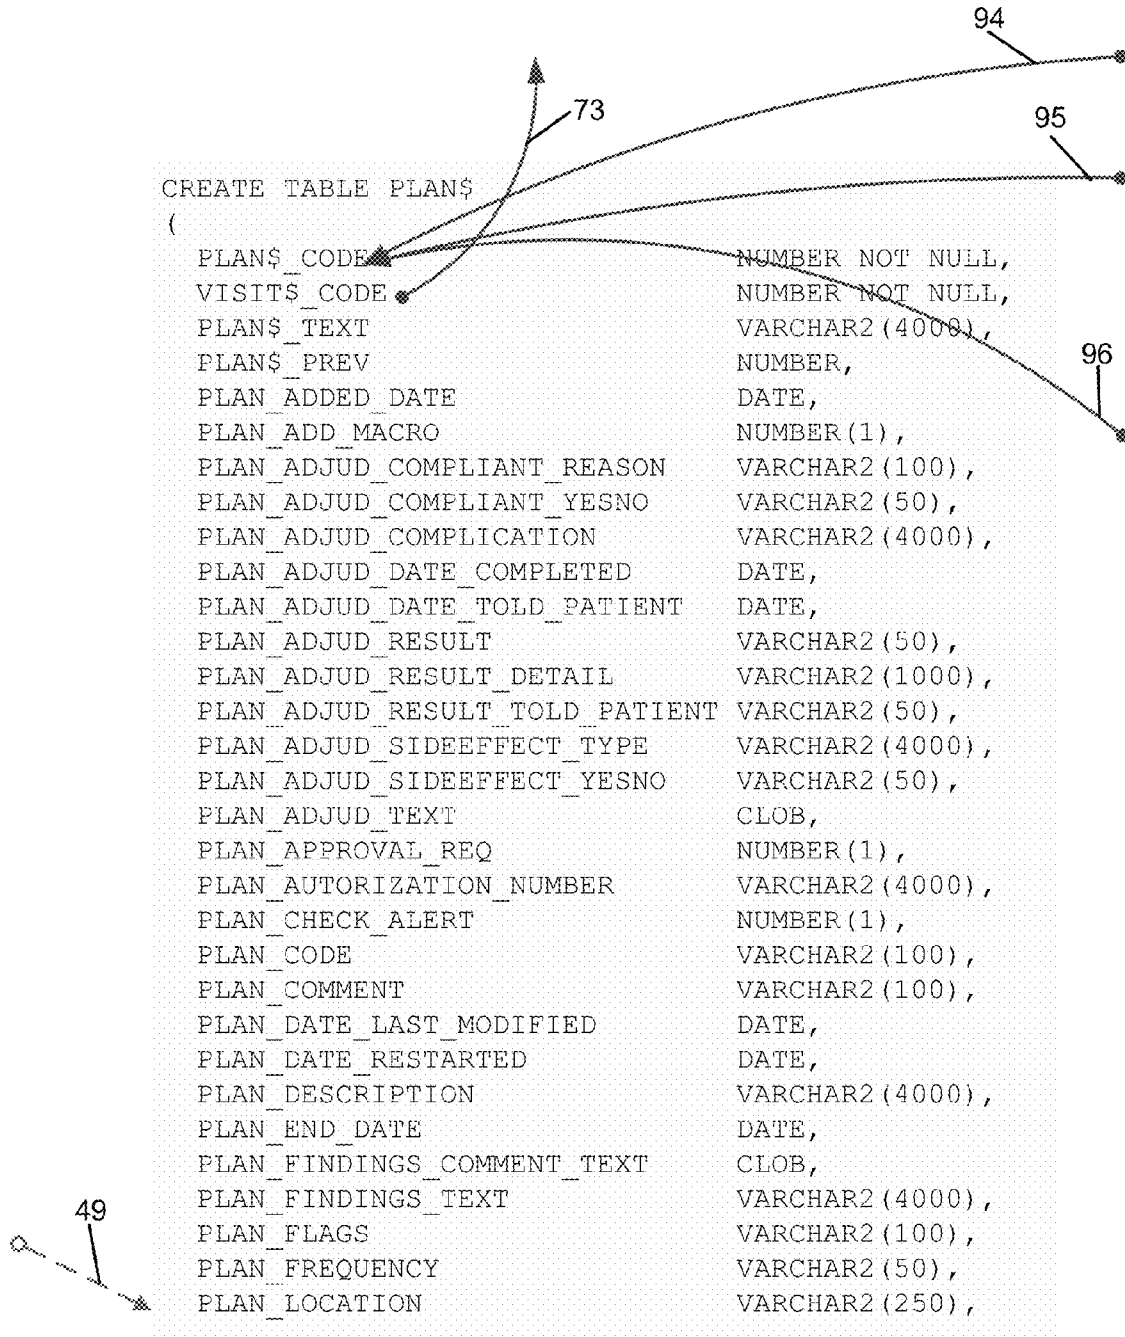 94
73
95
CREATE TABLE PLAN$
(
PLAN$_CODE NUMBER NOT NULL,
VISIT$_CODE NUMBER NOT NULL,
PLAN$_TEXT VARCHAR2(4000),
PLAN$_PREV NUMBER,
96
PLAN_ADDED_DATE DATE,
PLAN_ADD_MACRO NUMBER(1),
PLAN_ADJUD_COMPLIANT_REASON VARCHAR2(100),
PLAN_ADJUD_COMPLIANT_YESNO VARCHAR2(50),
PLAN_ADJUD_COMPLICATION VARCHAR2(4000),
PLAN_ADJUD_DATE_COMPLETED DATE,
PLAN_ADJUD_DATE_TOLD_PATIENT DATE,
PLAN_ADJUD_RESULT VARCHAR2(50),
PLAN_ADJUD_RESULT_DETAIL VARCHAR2(1000),
PLAN_ADJUD_RESULT_TOLD_PATIENT VARCHAR2(50),
PLAN_ADJUD_SIDEEFFECT_TYPE VARCHAR2(4000),
PLAN_ADJUD_SIDEEFFECT_YESNO VARCHAR2(50),
PLAN_ADJUD_TEXT CLOB,
PLAN_APPROVAL_REQ NUMBER(1),
PLAN_AUTORIZATION_NUMBER VARCHAR2(4000),
PLAN_CHECK_ALERT NUMBER(1),
PLAN_CODE VARCHAR2(100),
PLAN_COMMENT VARCHAR2(100),
PLAN_DATE_LAST_MODIFIED DATE,
PLAN_DATE_RESTARTED DATE,
PLAN_DESCRIPTION VARCHAR2(4000),
PLAN_END_DATE DATE,
PLAN_FINDINGS_COMMENT_TEXT CLOB,
PLAN_FINDINGS_TEXT VARCHAR2(4000),
49
PLAN_FLAGS VARCHAR2(100),
PLAN_FREQUENCY VARCHAR2(50),
PLAN_LOCATION VARCHAR2(250),